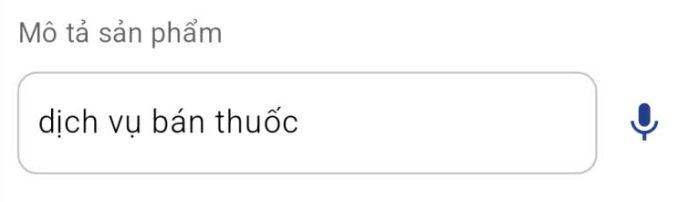 Mô tả sản phẩm
dịch vụ bán thuốc